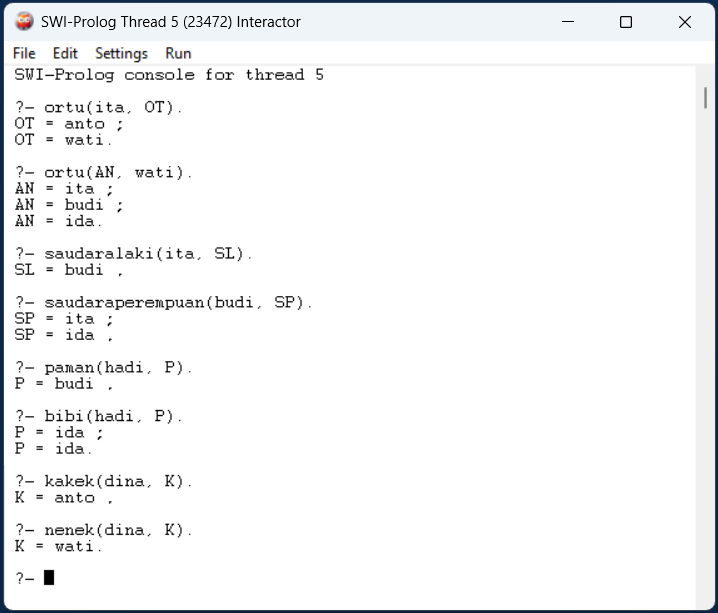 SWI-Prolog Thread 5 (23472) Interactor
File Edit Settings Run
SWI-Prolog console for thread 5
?- ortu(ita, OT).
OT = anto ;
OT = wati.
?- ortu(AN, wati).
AN = ita ;
AN = budi ;
AN = ida.
?- saudaralaki(ita, SL).
SL = budi .
?- saudaraperempuan(budi, SP).
SP = ita ;
SP = ida .
?- paman(hadi, P).
P = budi .
?- bibi(hadi, P).
P = ida ;
P = ida.
?- kakek(dina, K).
K = anto .
?- nenek(dina, K).
K = wati.
?-